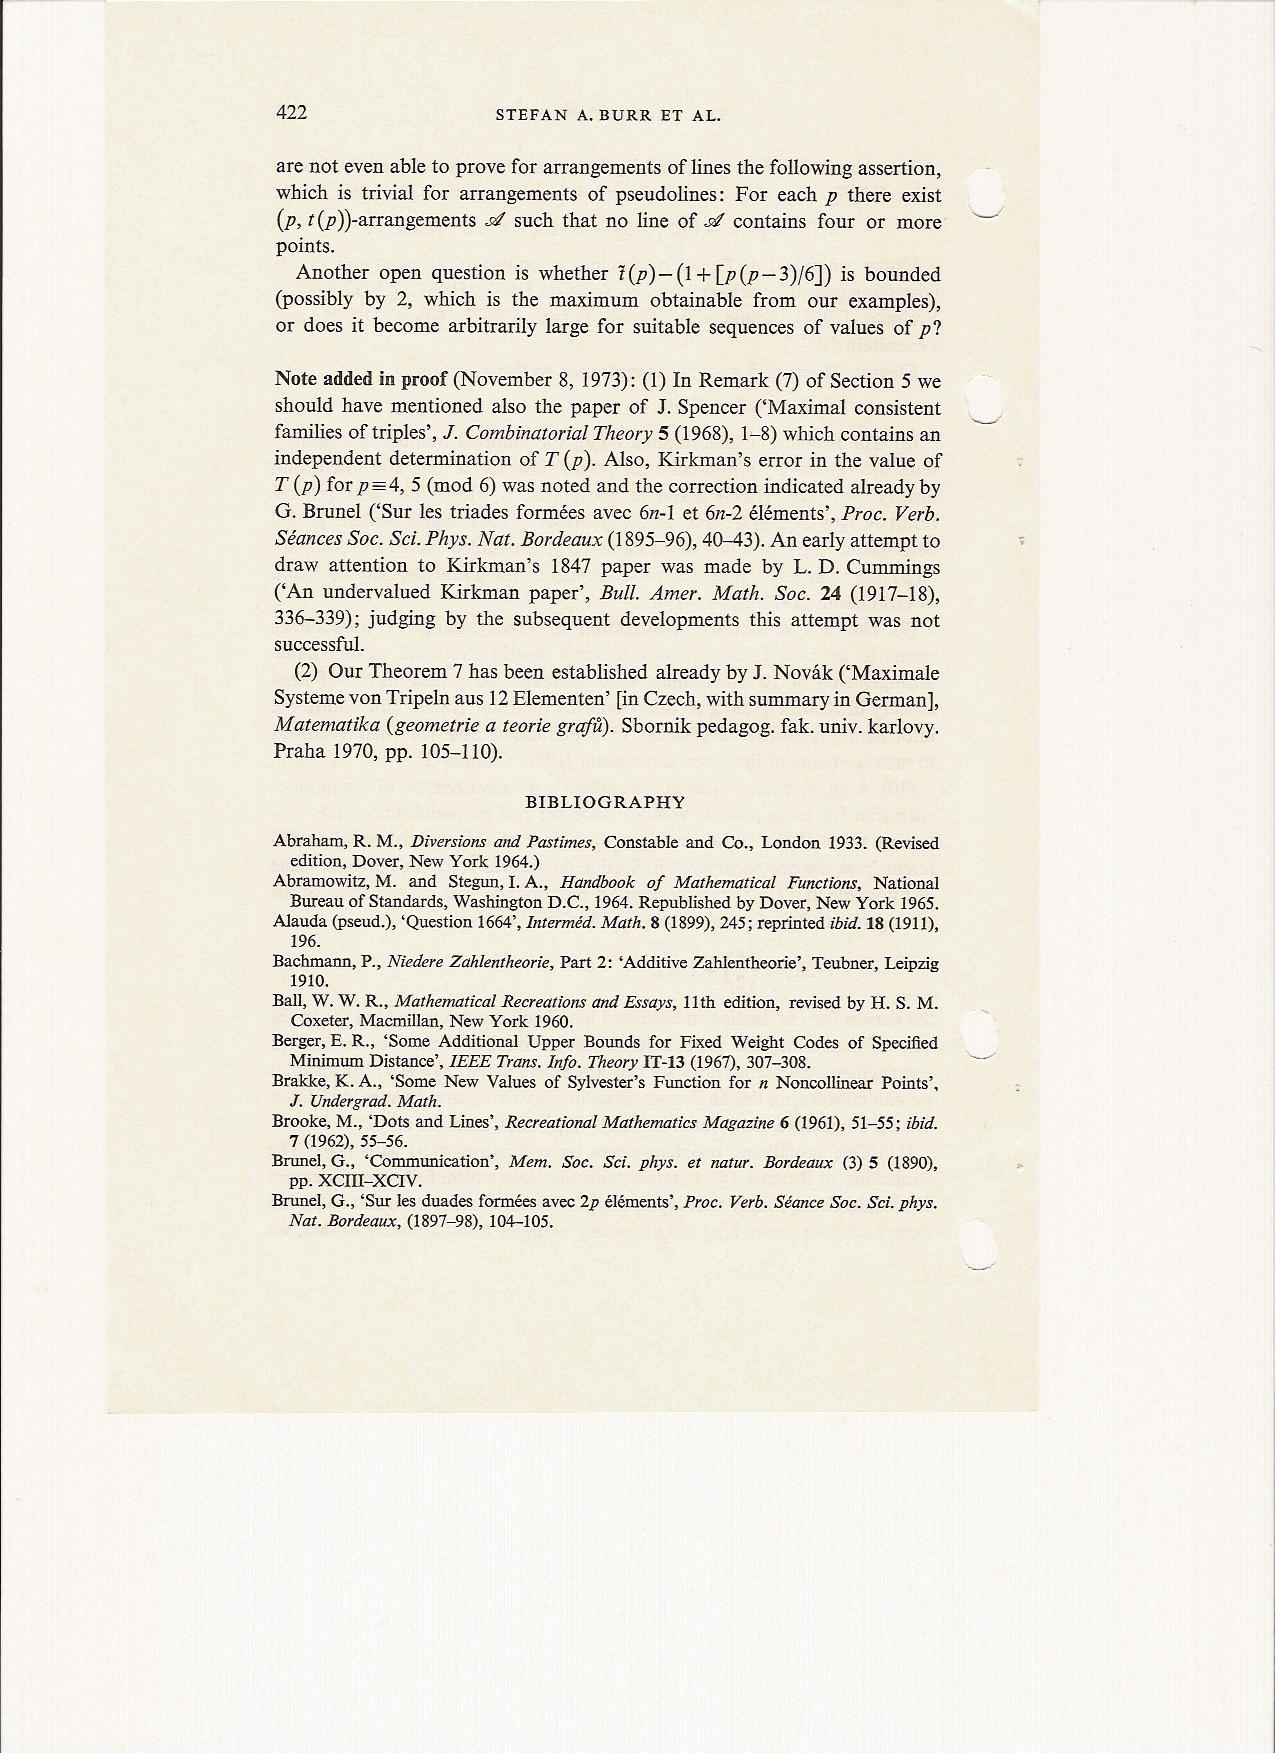 422 STEFAN A. BURR ET AL.
are not even able to prove for arrangements of lines the following assertion,
which is trivial for arrangements of pseudolines: For each p there exist
(p, t(p))-arrangements 𝒜 such that no line of 𝒜 contains four or more
points.
Another open question is whether t̃(p)−(1+[p(p−3)/6]) is bounded
(possibly by 2, which is the maximum obtainable from our examples),
or does it become arbitrarily large for suitable sequences of values of p?
Note added in proof (November 8, 1973): (1) In Remark (7) of Section 5 we
should have mentioned also the paper of J. Spencer (‘Maximal consistent
families of triples’, J. Combinatorial Theory 5 (1968), 1–8) which contains an
independent determination of T(p). Also, Kirkman’s error in the value of
T(p) for p≡4, 5 (mod 6) was noted and the correction indicated already by
G. Brunel (‘Sur les triades formées avec 6n-1 et 6n-2 éléments’, Proc. Verb.
Séances Soc. Sci. Phys. Nat. Bordeaux (1895–96), 40–43). An early attempt to
draw attention to Kirkman’s 1847 paper was made by L. D. Cummings
(‘An undervalued Kirkman paper’, Bull. Amer. Math. Soc. 24 (1917–18),
336–339); judging by the subsequent developments this attempt was not
successful.
(2) Our Theorem 7 has been established already by J. Novák (‘Maximale
Systeme von Tripeln aus 12 Elementen’ [in Czech, with summary in German],
Matematika (geometrie a teorie grafů). Sbornik pedagog. fak. univ. karlovy.
Praha 1970, pp. 105–110).
BIBLIOGRAPHY
Abraham, R. M., Diversions and Pastimes, Constable and Co., London 1933. (Revised
edition, Dover, New York 1964.)
Abramowitz, M. and Stegun, I. A., Handbook of Mathematical Functions, National
Bureau of Standards, Washington D.C., 1964. Republished by Dover, New York 1965.
Alauda (pseud.), ‘Question 1664’, Interméd. Math. 8 (1899), 245; reprinted ibid. 18 (1911),
196.
Bachmann, P., Niedere Zahlentheorie, Part 2: ‘Additive Zahlentheorie’, Teubner, Leipzig
1910.
Ball, W. W. R., Mathematical Recreations and Essays, 11th edition, revised by H. S. M.
Coxeter, Macmillan, New York 1960.
Berger, E. R., ‘Some Additional Upper Bounds for Fixed Weight Codes of Specified
Minimum Distance’, IEEE Trans. Info. Theory IT-13 (1967), 307–308.
Brakke, K. A., ‘Some New Values of Sylvester’s Function for n Noncollinear Points’,
J. Undergrad. Math.
Brooke, M., ‘Dots and Lines’, Recreational Mathematics Magazine 6 (1961), 51–55; ibid.
7 (1962), 55–56.
Brunel, G., ‘Communication’, Mem. Soc. Sci. phys. et natur. Bordeaux (3) 5 (1890),
pp. XCIII–XCIV.
Brunel, G., ‘Sur les duades formées avec 2p éléments’, Proc. Verb. Séance Soc. Sci. phys.
Nat. Bordeaux, (1897–98), 104–105.